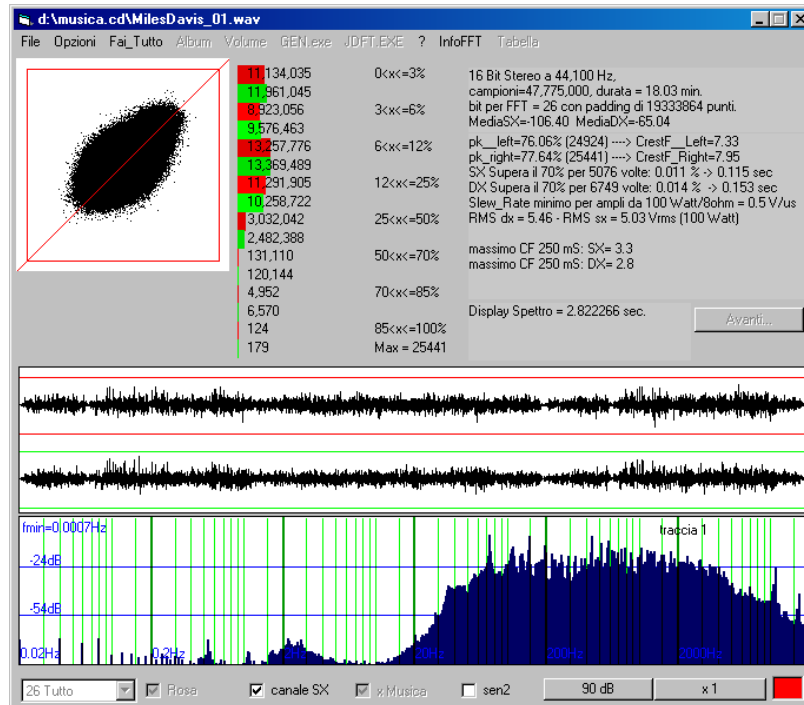 d:\musica.cd\MilesDavis_01.wav
File Opzioni Fai_Tutto Album Volume GEN.exe JDFT.EXE ? InfoFFT Tabella
11,134,035 0<x<=3%
11,961,045
8,923,056 3<x<=6%
9,576,463
13,257,776 6<x<=12%
13,369,489
11,291,905 12<x<=25%
10,258,722
3,032,042 25<x<=50%
2,482,388
131,110 50<x<=70%
120,144
4,952 70<x<=85%
6,570
124 85<x<=100%
179 Max = 25441
16 Bit Stereo a 44,100 Hz,
campioni=47,775,000, durata = 18.03 min.
bit per FFT = 26 con padding di 19333864 punti.
MediaSX=-106.40 MediaDX=-65.04
pk__left=76.06% (24924) ----> CrestF__Left=7.33
pk_right=77.64% (25441) ----> CrestF_Right=7.95
SX Supera il 70% per 5076 volte: 0.011 % -> 0.115 sec
DX Supera il 70% per 6749 volte: 0.014 % -> 0.153 sec
Slew_Rate minimo per ampli da 100 Watt/8ohm = 0.5 V/us
RMS dx = 5.46 - RMS sx = 5.03 Vrms (100 Watt)
massimo CF 250 mS: SX= 3.3
massimo CF 250 mS: DX= 2.8
Display Spettro = 2.822266 sec.
Avanti...
fmin=0.0007Hz traccia 1
-24dB
-54dB
0.02Hz 0.2Hz 2Hz 20Hz 200Hz 2000Hz
26 Tutto Rosa canale SX x Musica sen2 90 dB x 1